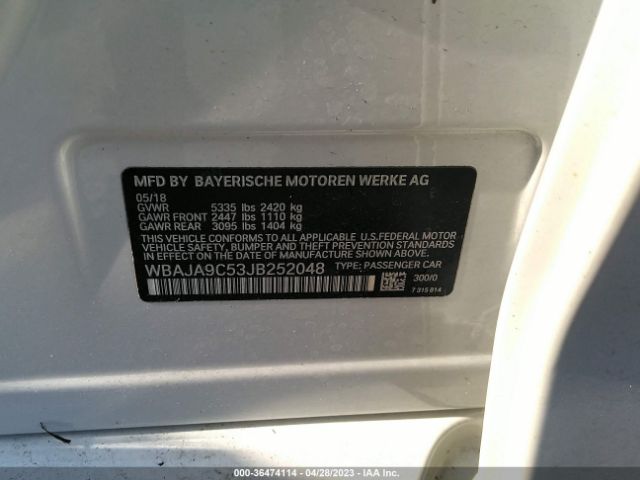 MFD BY BAYERISCHE MOTOREN WERKE AG
05/18
GVWR 5335 lbs 2420 kg
GAWR FRONT 2447 lbs 1110 kg
GAWR REAR 3095 lbs 1404 kg
THIS VEHICLE CONFORMS TO ALL APPLICABLE U.S. FEDERAL MOTOR
VEHICLE SAFETY, BUMPER, AND THEFT PREVENTION STANDARDS
IN EFFECT ON THE DATE OF MANUFACTURE SHOWN ABOVE.
WBAJA9C53JB252048 TYPE: PASSENGER CAR
300/0
7 315 814
000-36474114 - 04/28/2023 - IAA Inc.